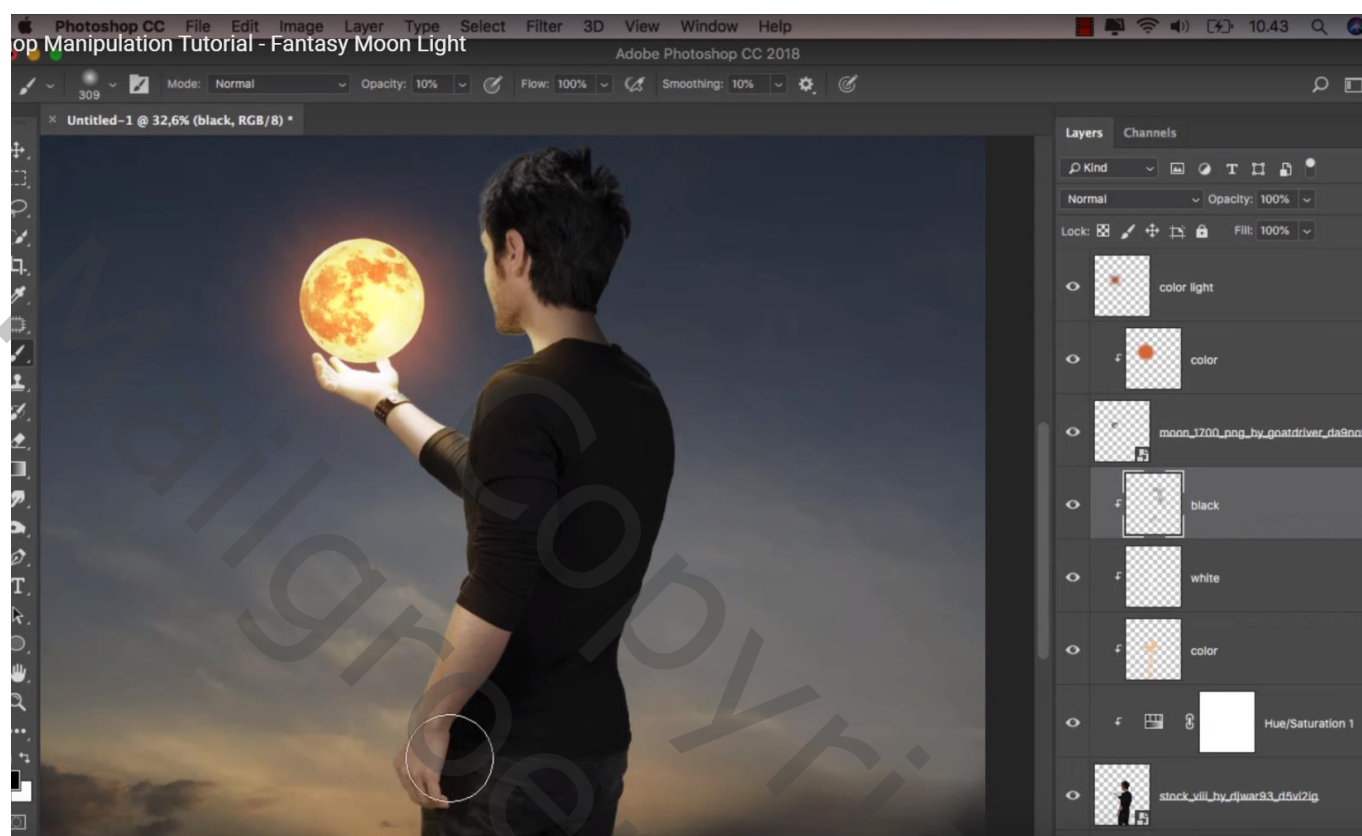 Photoshop CC File Edit Image Layer Type Select Filter 3D View Window Help 10.43
op Manipulation Tutorial - Fantasy Moon Light
Adobe Photoshop CC 2018
309 Mode: Normal Opacity: 10% Flow: 100% Smoothing: 10%
× Untitled-1 @ 32,6% (black, RGB/8) *
Layers Channels
Kind
Normal Opacity: 100%
Lock: Fill: 100%
color light
color
moon_1700_png_by_goatdriver_da9no
black
white
color
Hue/Saturation 1
stock_viii_by_djwar93_d5vi2ig
Copyri
Mailgree